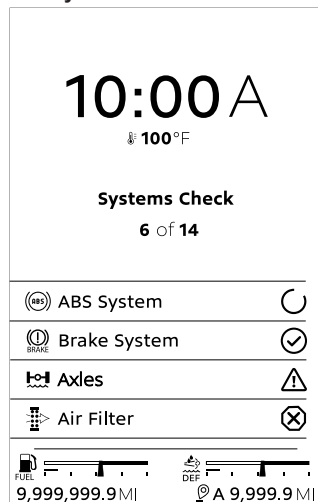 10:00 A
100°F
Systems Check
6 of 14
ABS ABS System
BRAKE Brake System
Axles
Air Filter
FUEL DEF
9,999,999.9 MI A 9,999.9 MI